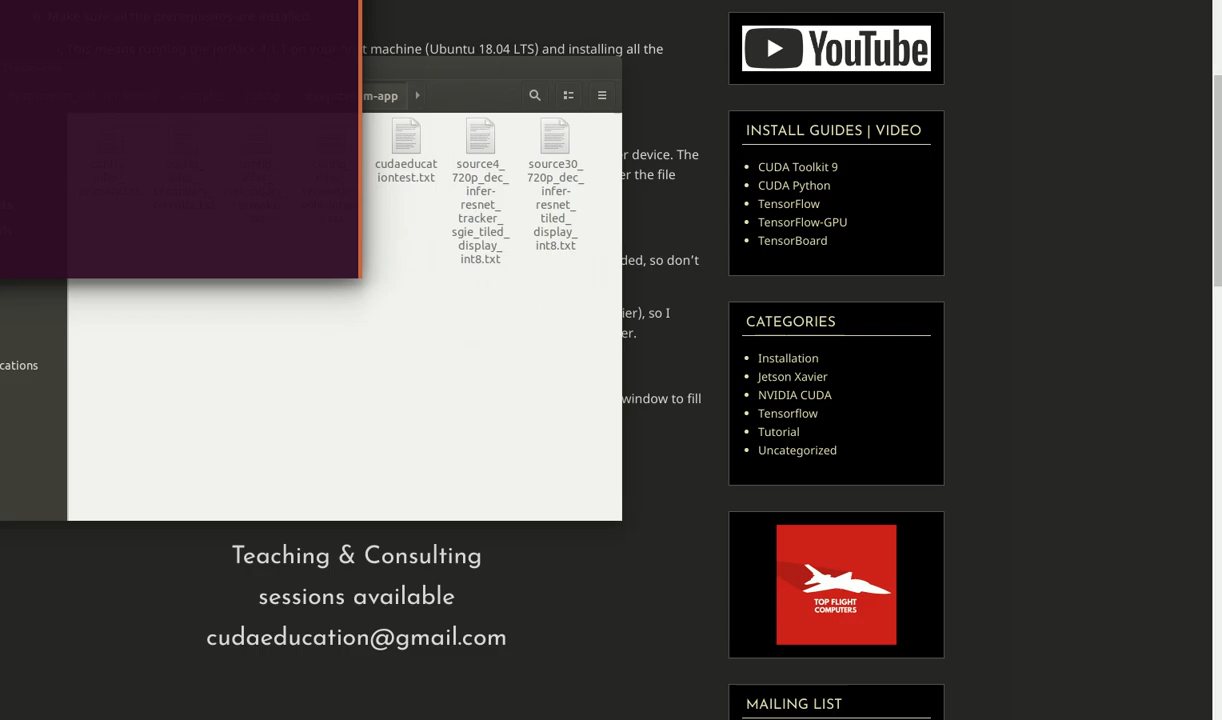 machine (Ubuntu 18.04 LTS) and installing all the
m-app
cudaeducat
iontest.txt
source4_
720p_dec_
infer-
resnet_
tracker_
sgie_tiled_
display_
int8.txt
source30_
720p_dec_
infer-
resnet_
tiled_
display_
int8.txt
r device. The
er the file
ded, so don't
ier), so I
er.
cations
window to fill
Teaching & Consulting
sessions available
cudaeducation@gmail.com
YouTube
INSTALL GUIDES | VIDEO
CUDA Toolkit 9
CUDA Python
TensorFlow
TensorFlow-GPU
TensorBoard
CATEGORIES
Installation
Jetson Xavier
NVIDIA CUDA
Tensorflow
Tutorial
Uncategorized
TOP FLIGHT
COMPUTERS
MAILING LIST